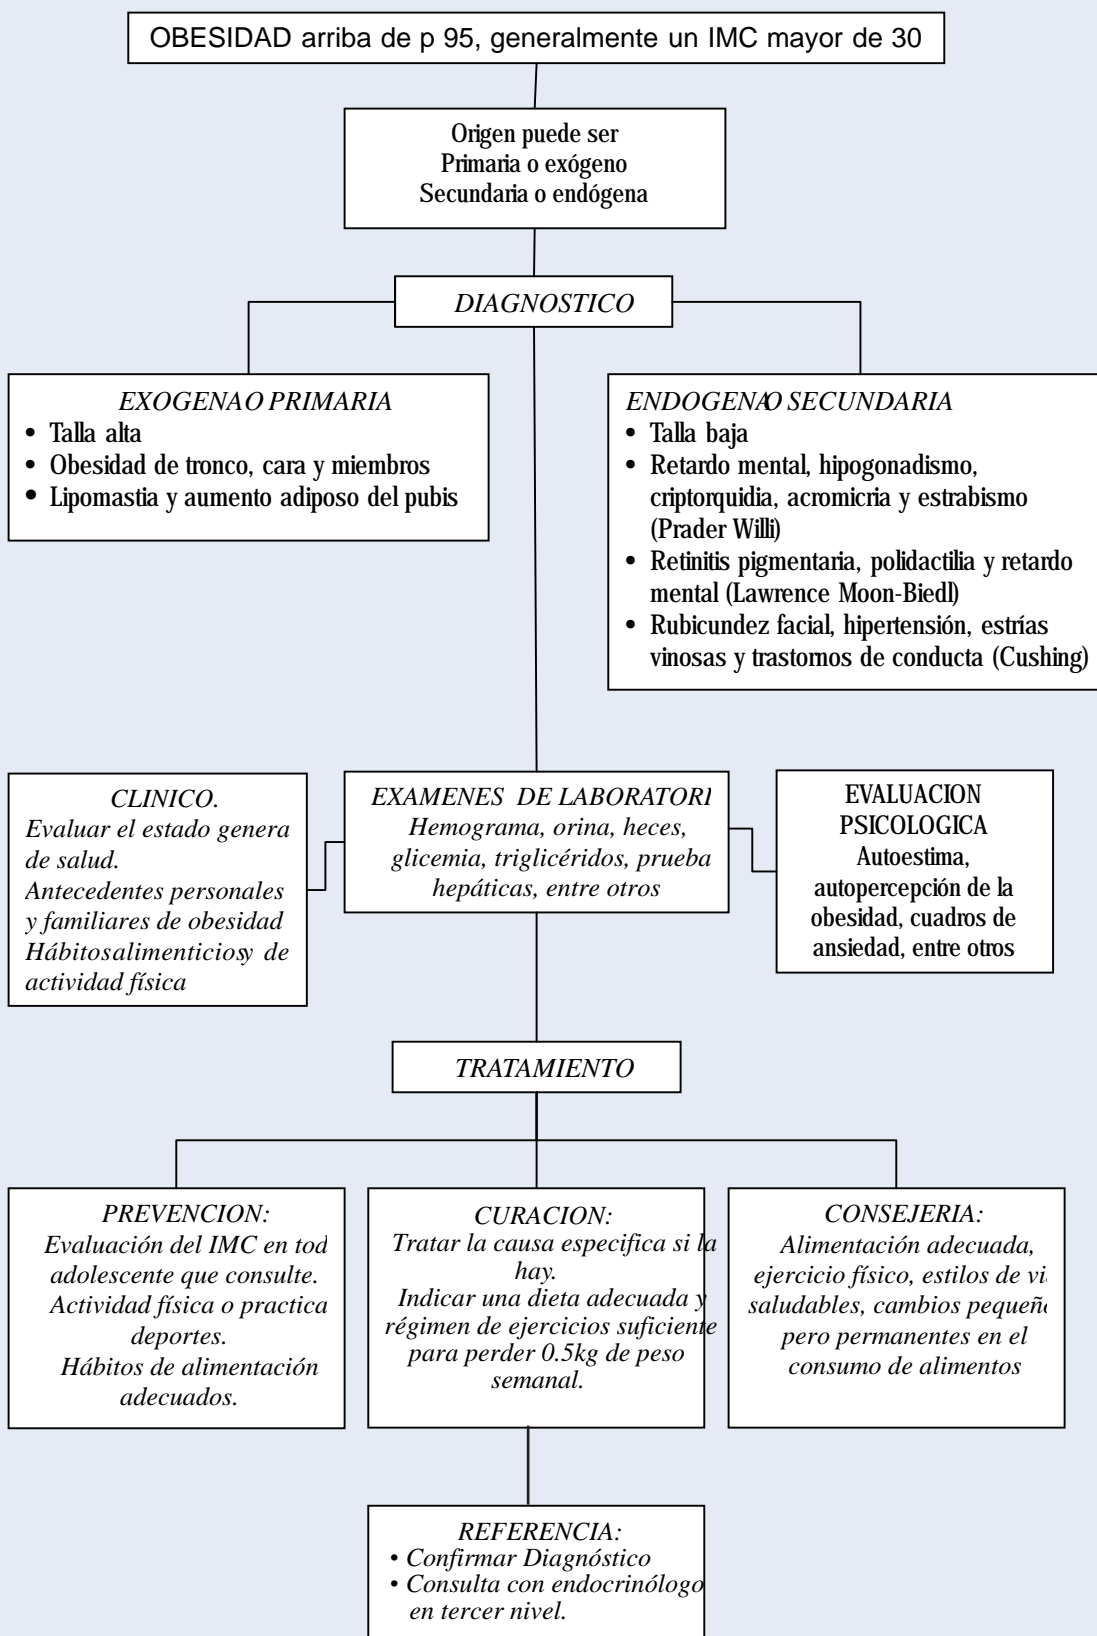 OBESIDAD arriba de p 95, generalmente un IMC mayor de 30
Origen puede ser
Primaria o exógeno
Secundaria o endógena
DIAGNOSTICO
EXOGENAO PRIMARIA
• Talla alta
• Obesidad de tronco, cara y miembros
• Lipomastia y aumento adiposo del pubis
ENDOGENAO SECUNDARIA
• Talla baja
• Retardo mental, hipogonadismo,
criptorquidia, acromicria y estrabismo
(Prader Willi)
• Retinitis pigmentaria, polidactilia y retardo
mental (Lawrence Moon-Biedl)
• Rubicundez facial, hipertensión, estrías
vinosas y trastornos de conducta (Cushing)
CLINICO.
Evaluar el estado genera
de salud.
Antecedentes personales
y familiares de obesidad
Hábitosalimenticiosy de
actividad física
EXAMENES DE LABORATORI
Hemograma, orina, heces,
glicemia, triglicéridos, prueba
hepáticas, entre otros
EVALUACION
PSICOLOGICA
Autoestima,
autopercepción de la
obesidad, cuadros de
ansiedad, entre otros
TRATAMIENTO
PREVENCION:
Evaluación del IMC en tod
adolescente que consulte.
Actividad física o practica
deportes.
Hábitos de alimentación
adecuados.
CURACION:
Tratar la causa especifica si la
hay.
Indicar una dieta adecuada y
régimen de ejercicios suficiente
para perder 0.5kg de peso
semanal.
CONSEJERIA:
Alimentación adecuada,
ejercicio físico, estilos de vi
saludables, cambios pequeño
pero permanentes en el
consumo de alimentos
REFERENCIA:
• Confirmar Diagnóstico
• Consulta con endocrinólogo
en tercer nivel.